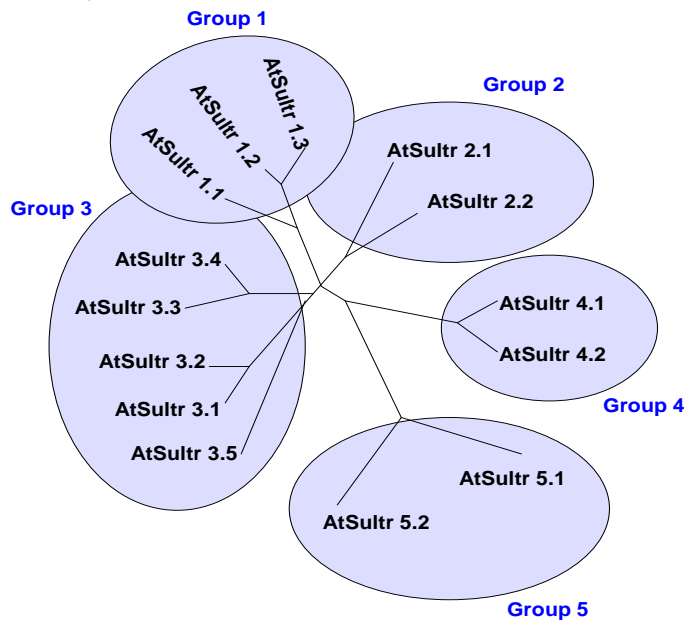 Group 1
AtSultr 1.3
AtSultr 1.2
AtSultr 1.1
Group 2
AtSultr 2.1
AtSultr 2.2
Group 3
AtSultr 3.4
AtSultr 3.3
AtSultr 3.2
AtSultr 3.1
AtSultr 3.5
AtSultr 4.1
AtSultr 4.2
Group 4
AtSultr 5.1
AtSultr 5.2
Group 5